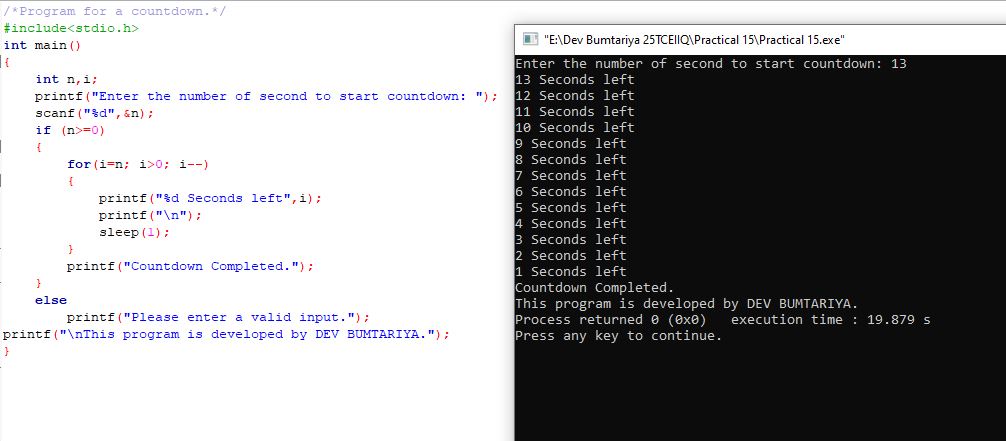 /*Program for a countdown.*/
#include<stdio.h>
int main()
{
int n,i;
printf("Enter the number of second to start countdown: ");
scanf("%d",&n);
if (n>=0)
{
for(i=n; i>0; i--)
{
printf("%d Seconds left",i);
printf("\n");
sleep(1);
}
printf("Countdown Completed.");
}
else
printf("Please enter a valid input.");
printf("\nThis program is developed by DEV BUMTARIYA.");
}
"E:\Dev Bumtariya 25TCEIIQ\Practical 15\Practical 15.exe"
Enter the number of second to start countdown: 13
13 Seconds left
12 Seconds left
11 Seconds left
10 Seconds left
9 Seconds left
8 Seconds left
7 Seconds left
6 Seconds left
5 Seconds left
4 Seconds left
3 Seconds left
2 Seconds left
1 Seconds left
Countdown Completed.
This program is developed by DEV BUMTARIYA.
Process returned 0 (0x0)   execution time : 19.879 s
Press any key to continue.